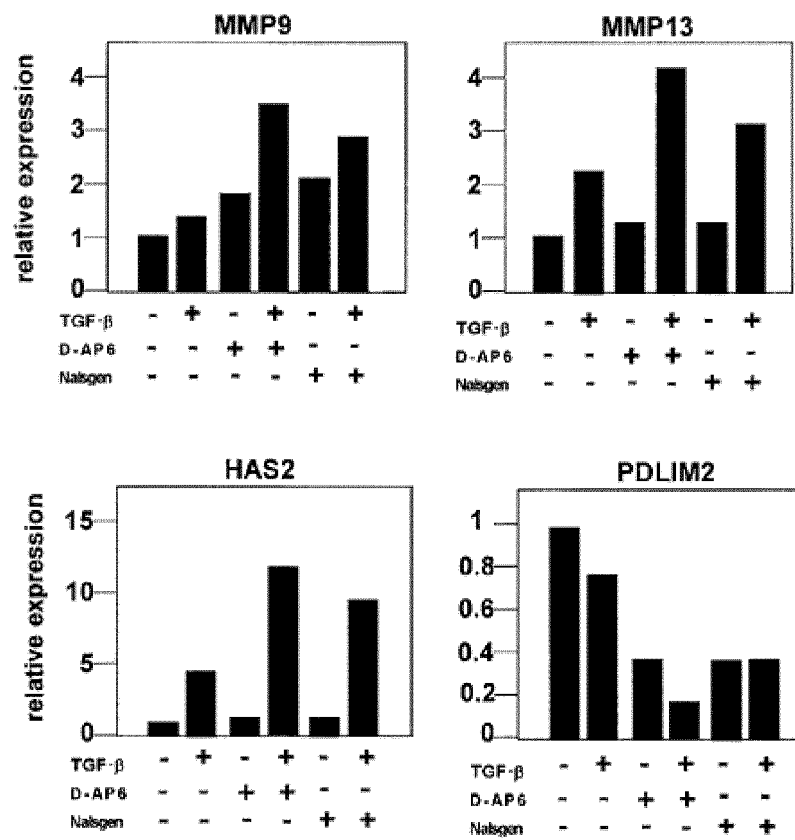 MMP9
relative expression
4
3
2
1
0
TGF-β - + - + - +
D-AP6 - - + + - -
Nalsgen - - - - + +
MMP13
4
3
2
1
0
TGF-β - + - + - +
D-AP6 - - + + - -
Nalsgen - - - - + +
HAS2
relative expression
15
10
5
0
TGF-β - + - + - +
D-AP6 - - + + - -
Nalsgen - - - - + +
PDLIM2
1
0.8
0.6
0.4
0.2
0
TGF-β - + - + - +
D-AP6 - - + + - -
Nalsgen - - - - + +